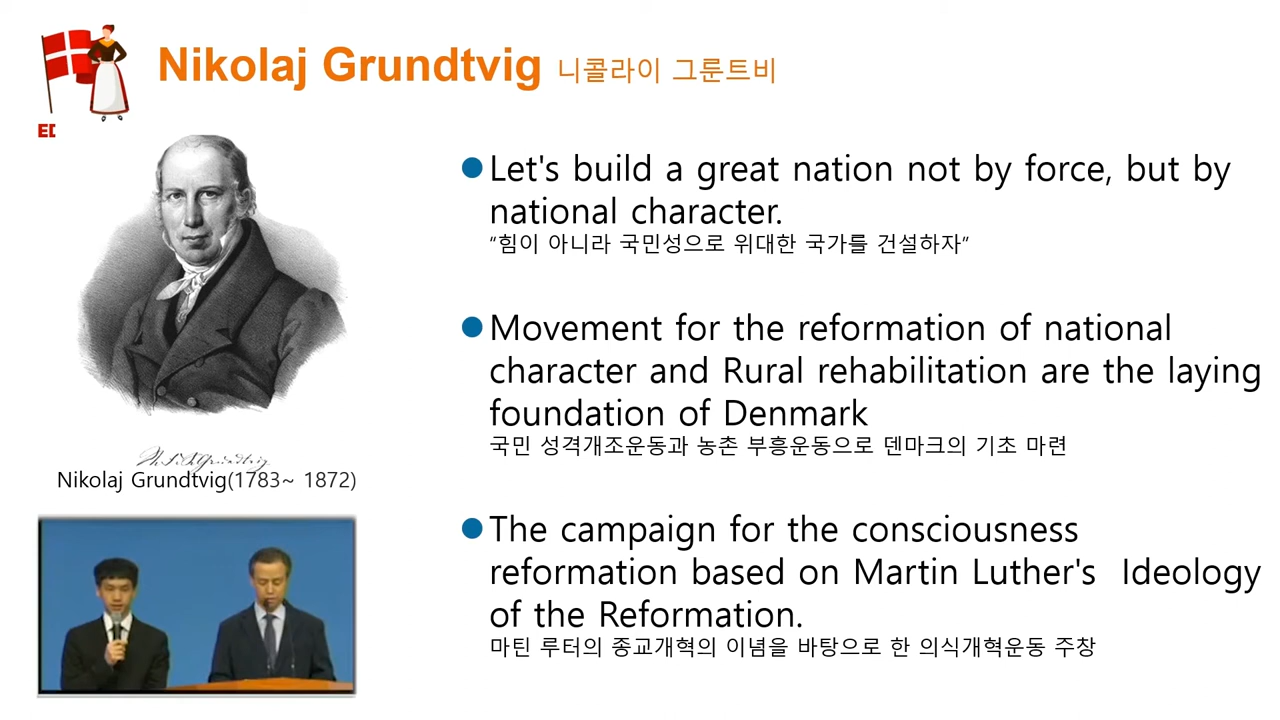 Nikolaj Grundtvig 니콜라이 그룬트비
Let's build a great nation not by force, but by
national character.
“힘이 아니라 국민성으로 위대한 국가를 건설하자”
Movement for the reformation of national
character and Rural rehabilitation are the laying
foundation of Denmark
국민 성격개조운동과 농촌 부흥운동으로 덴마크의 기초 마련
The campaign for the consciousness
reformation based on Martin Luther's  Ideology
of the Reformation.
마틴 루터의 종교개혁의 이념을 바탕으로 한 의식개혁운동 주창
N. F. S. Grundtvig
Nikolaj Grundtvig(1783~ 1872)